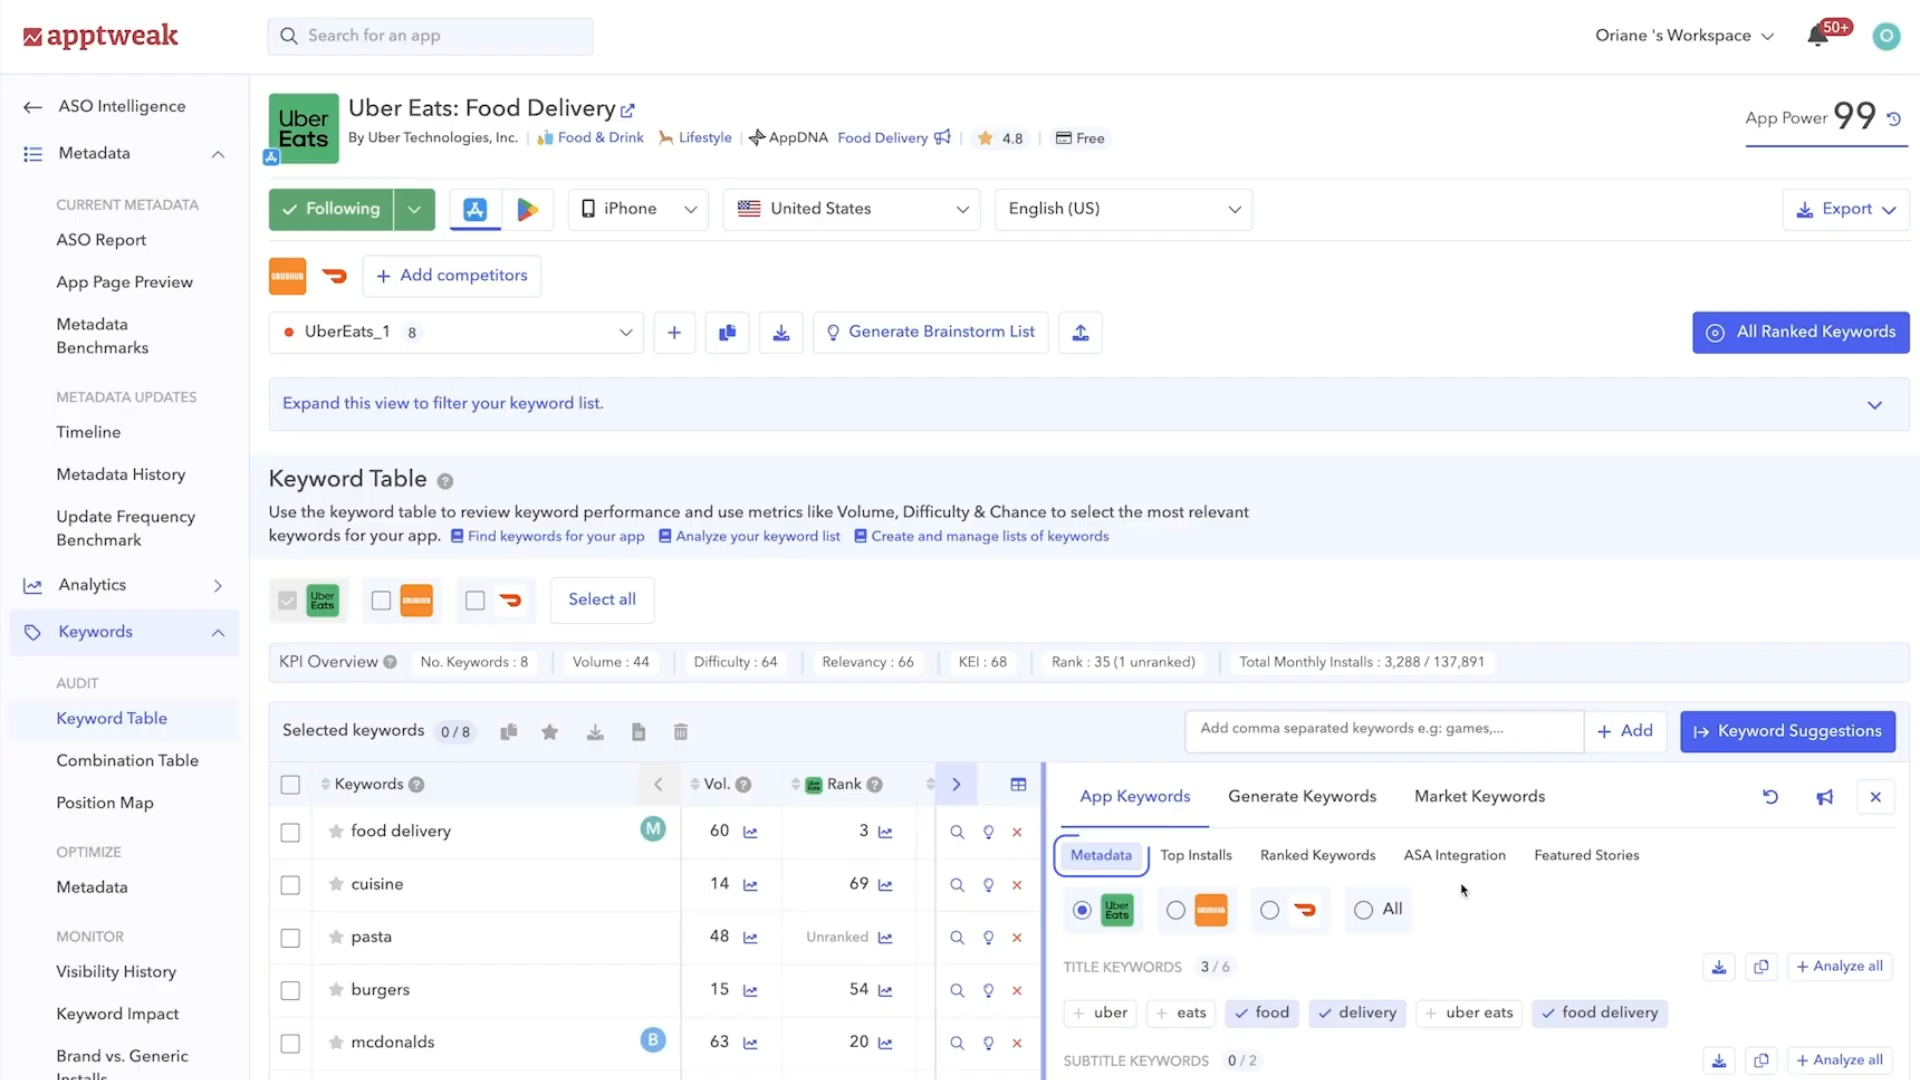 apptweak
Search for an app
Oriane 's Workspace
50+
O
ASO Intelligence
Metadata
CURRENT METADATA
ASO Report
App Page Preview
Metadata
Benchmarks
METADATA UPDATES
Timeline
Metadata History
Update Frequency
Benchmark
Analytics
Keywords
AUDIT
Keyword Table
Combination Table
Position Map
OPTIMIZE
Metadata
MONITOR
Visibility History
Keyword Impact
Brand vs. Generic
Installs
Uber Eats
Uber Eats: Food Delivery
By Uber Technologies, Inc. | Food & Drink Lifestyle | AppDNA Food Delivery | 4.8 | Free
App Power 99
Following
iPhone
United States
English (US)
Export
GRUBHUB
+ Add competitors
UberEats_1 8
+
Generate Brainstorm List
All Ranked Keywords
Expand this view to filter your keyword list.
Keyword Table ?
Use the keyword table to review keyword performance and use metrics like Volume, Difficulty & Chance to select the most relevant
keywords for your app. Find keywords for your app Analyze your keyword list Create and manage lists of keywords
Uber Eats
GRUBHUB
Select all
KPI Overview ? No. Keywords : 8 Volume : 44 Difficulty : 64 Relevancy : 66 KEI : 68 Rank : 35 (1 unranked) Total Monthly Installs : 3,288 / 137,891
Selected keywords 0 / 8
Add comma separated keywords e.g: games,...
+ Add
Keyword Suggestions
Keywords ? Vol. ? Rank ?
food delivery M 60 3
cuisine 14 69
pasta 48 Unranked
burgers 15 54
mcdonalds B 63 20
App Keywords Generate Keywords Market Keywords
Metadata Top Installs Ranked Keywords ASA Integration Featured Stories
Uber Eats
GRUBHUB
All
TITLE KEYWORDS 3 / 6
+ Analyze all
+ uber + eats food delivery + uber eats food delivery
SUBTITLE KEYWORDS 0 / 2
+ Analyze all